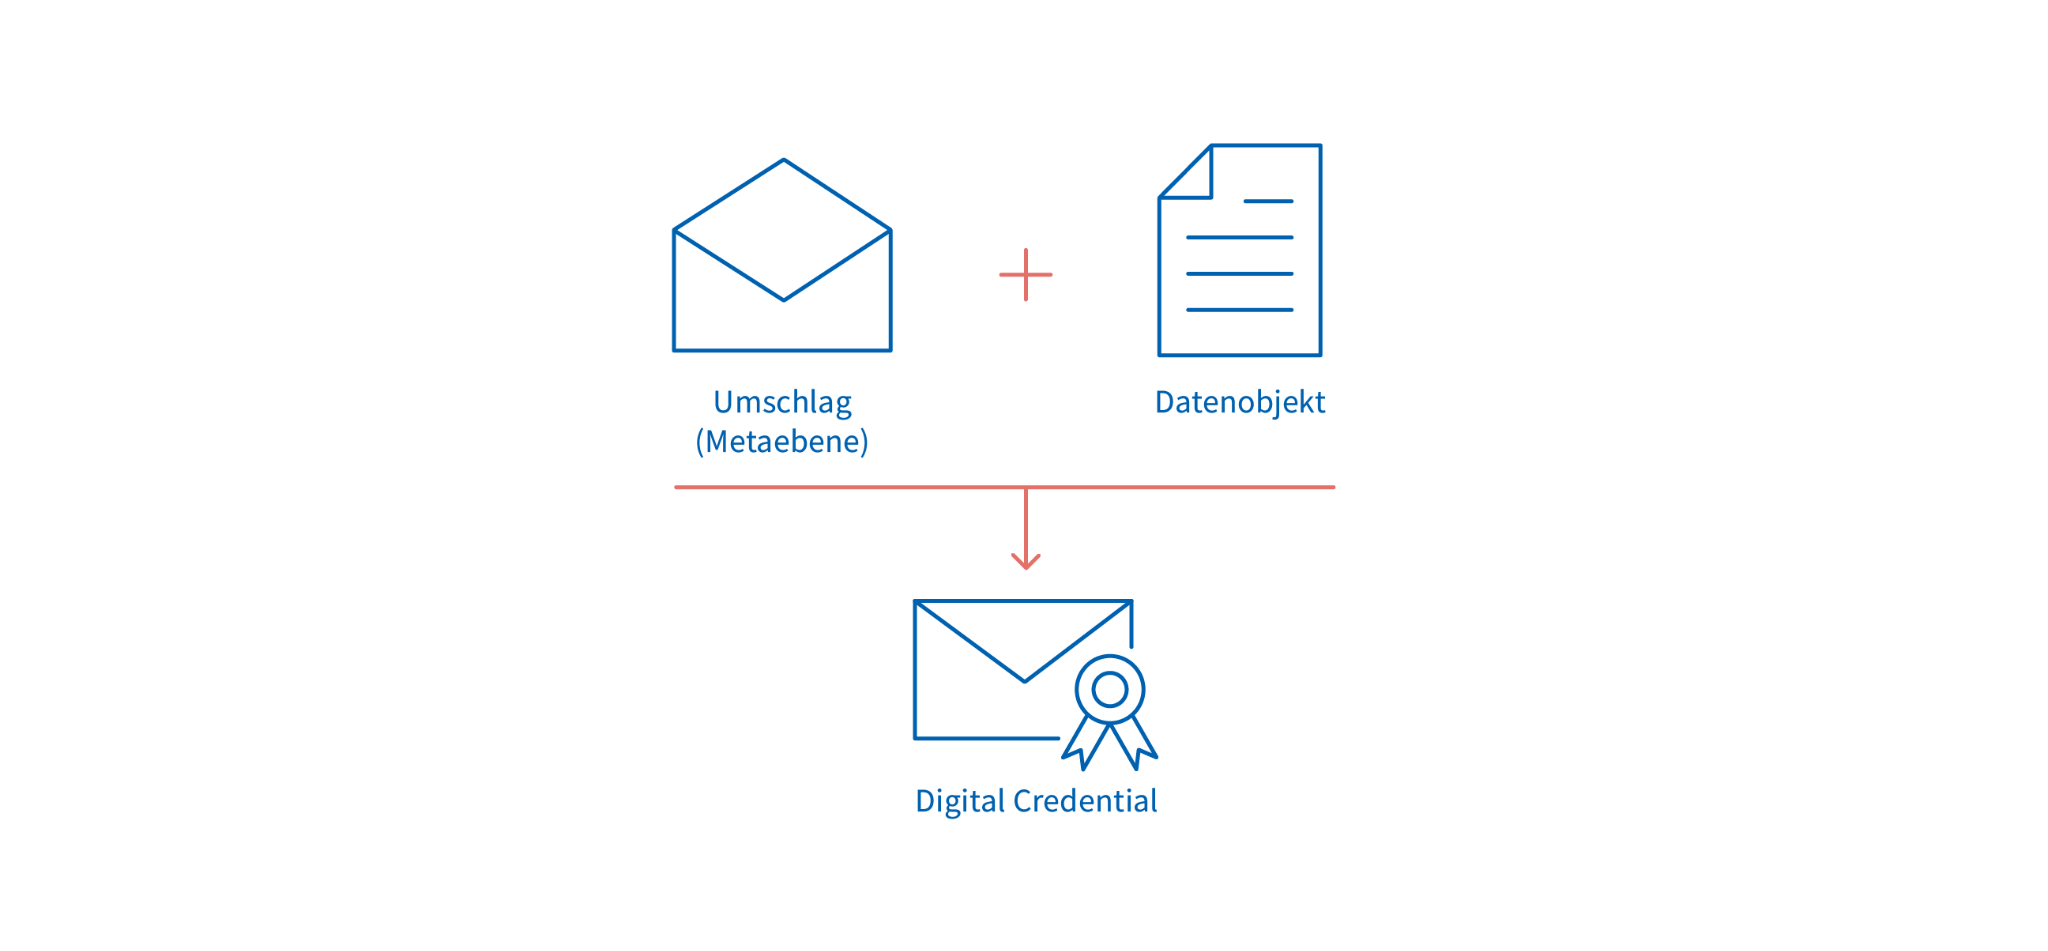 Umschlag
(Metaebene)
Datenobjekt
Digital Credential